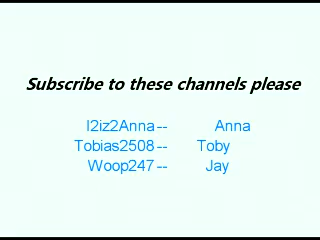 Subscribe to these channels please
I2iz2Anna -- Anna
Tobias2508 -- Toby
Woop247 -- Jay